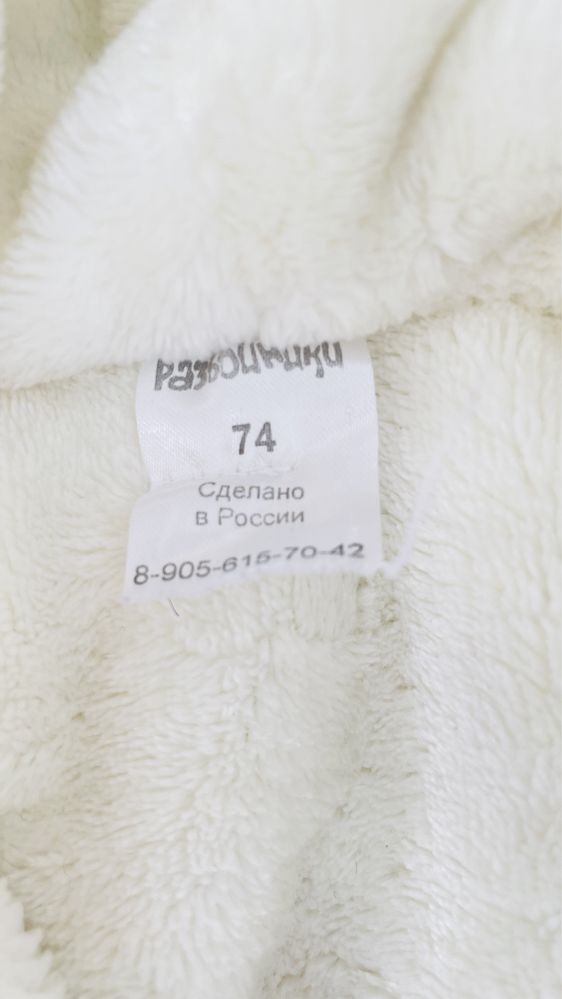 Разбойники
74
Сделано
в России
8-905-615-70-42